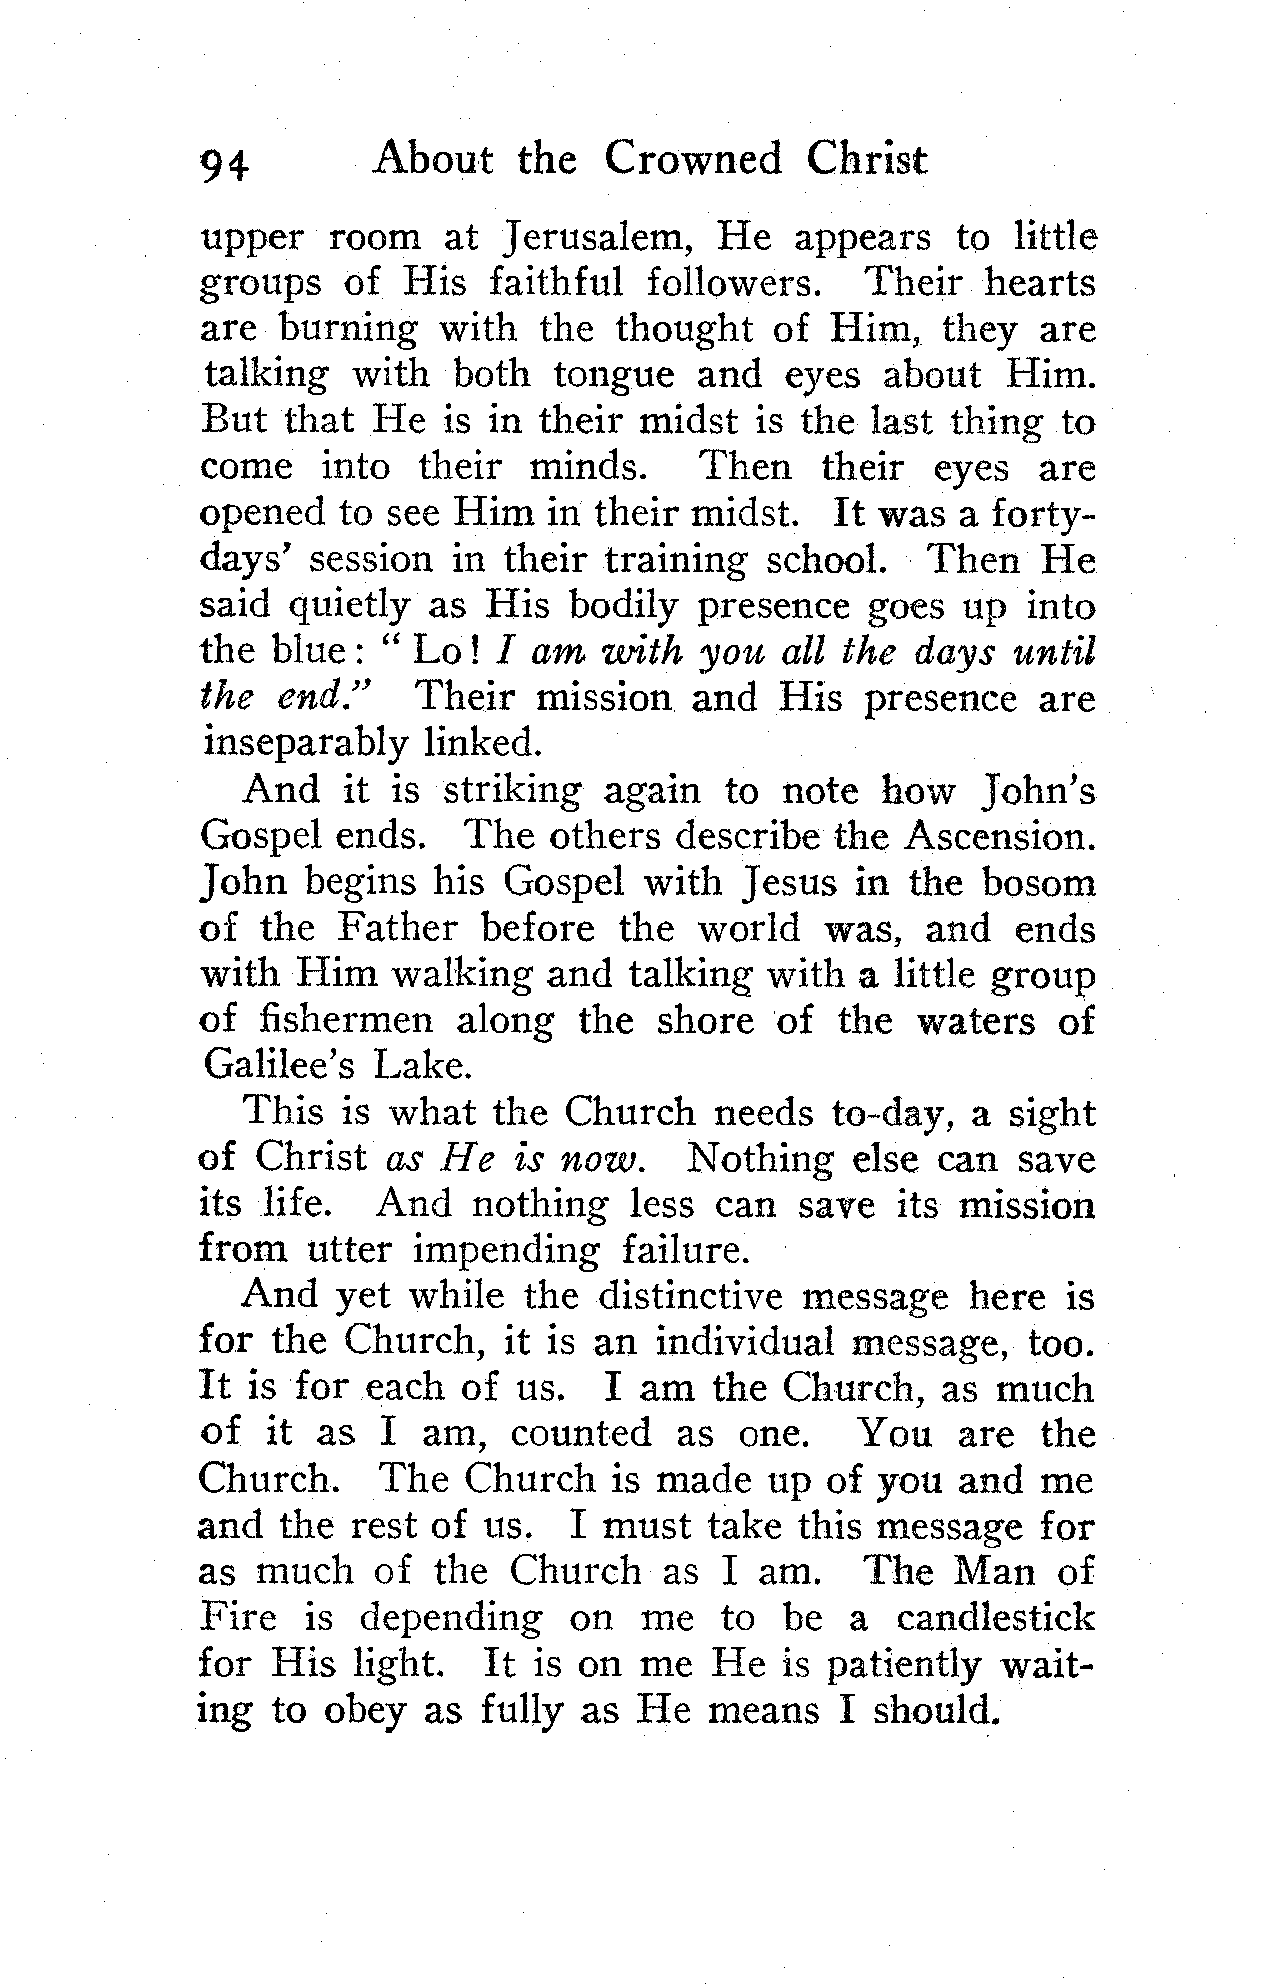 94 About the Crowned Christ
upper room at Jerusalem, He appears to little
groups of His faithful followers. Their hearts
are burning with the thought of Him, they are
talking with both tongue and eyes about Him.
But that He is in their midst is the last thing to
come into their minds. Then their eyes are
opened to see Him in their midst. It was a forty-
days' session in their training school. Then He
said quietly as His bodily presence goes up into
the blue: "Lo! I am with you all the days until
the end." Their mission and His presence are
inseparably linked.
And it is striking again to note how John's
Gospel ends. The others describe the Ascension.
John begins his Gospel with Jesus in the bosom
of the Father before the world was, and ends
with Him walking and talking with a little group
of fishermen along the shore of the waters of
Galilee's Lake.
This is what the Church needs to-day, a sight
of Christ as He is now. Nothing else can save
its life. And nothing less can save its mission
from utter impending failure.
And yet while the distinctive message here is
for the Church, it is an individual message, too.
It is for each of us. I am the Church, as much
of it as I am, counted as one. You are the
Church. The Church is made up of you and me
and the rest of us. I must take this message for
as much of the Church as I am. The Man of
Fire is depending on me to be a candlestick
for His light. It is on me He is patiently wait-
ing to obey as fully as He means I should.